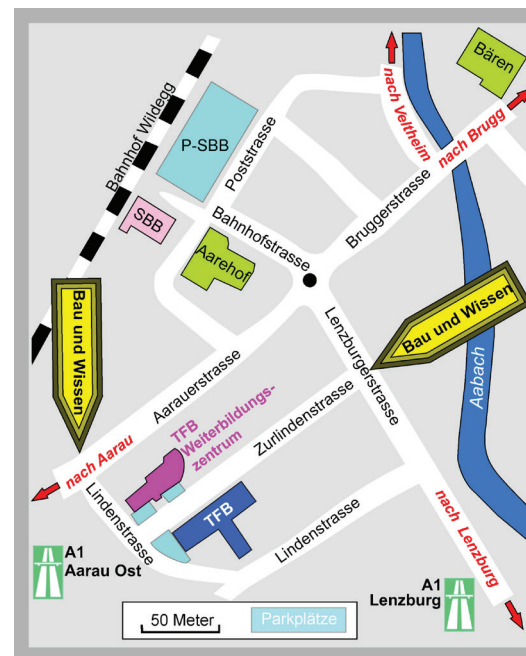 Bären
nach Veltheim
nach Brugg
Bahnhof Wildegg
P-SBB
Poststrasse
SBB
Bahnhofstrasse
Bruggerstrasse
Aarehof
Bau und Wissen
Bau und Wissen
Lenzburgerstrasse
Aabach
Aarauerstrasse
TFB
Weiterbildungs-
zentrum
Zurlindenstrasse
nach Aarau
Lindenstrasse
TFB
Lindenstrasse
nach Lenzburg
A1
Aarau Ost
A1
Lenzburg
50 Meter
Parkplätze